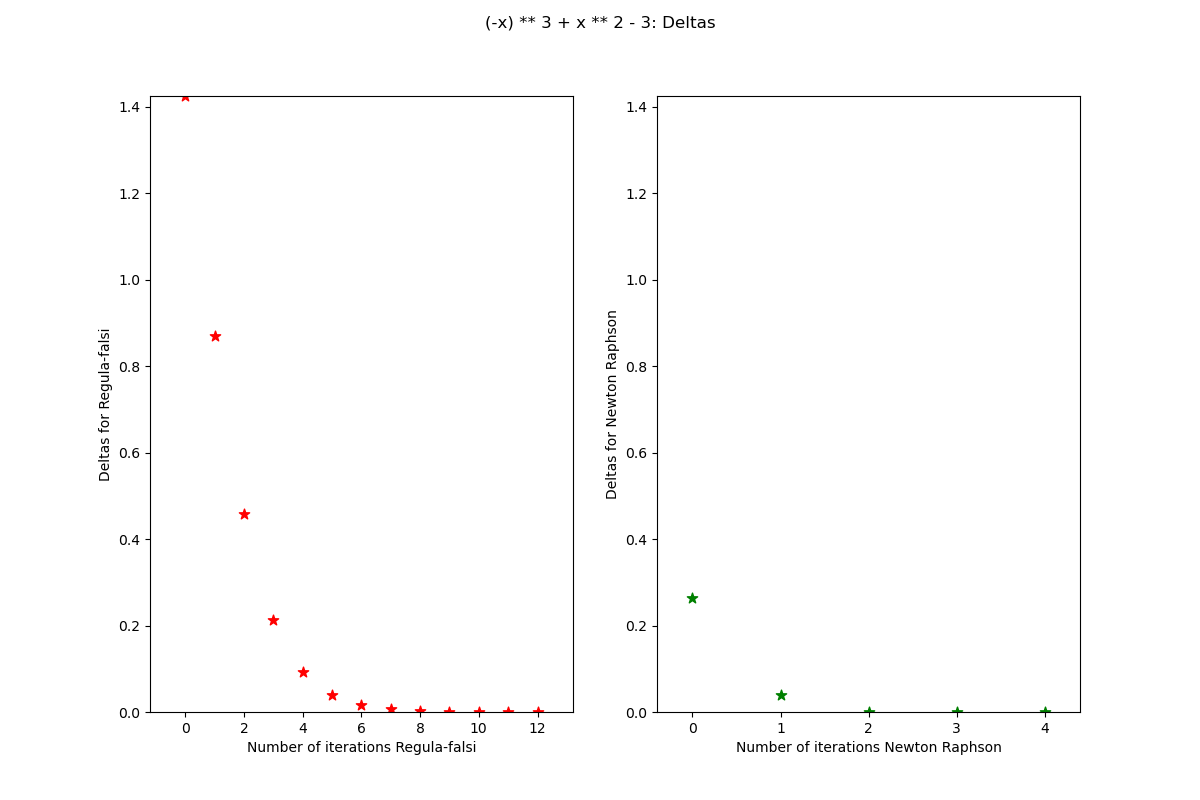 (-x) ** 3 + x ** 2 - 3: Deltas
1.4
1.2
1.0
0.8
0.6
0.4
0.2
0.0
Deltas for Regula-falsi
0 2 4 6 8 10 12
Number of iterations Regula-falsi
1.4
1.2
1.0
0.8
0.6
0.4
0.2
0.0
Deltas for Newton Raphson
0 1 2 3 4
Number of iterations Newton Raphson